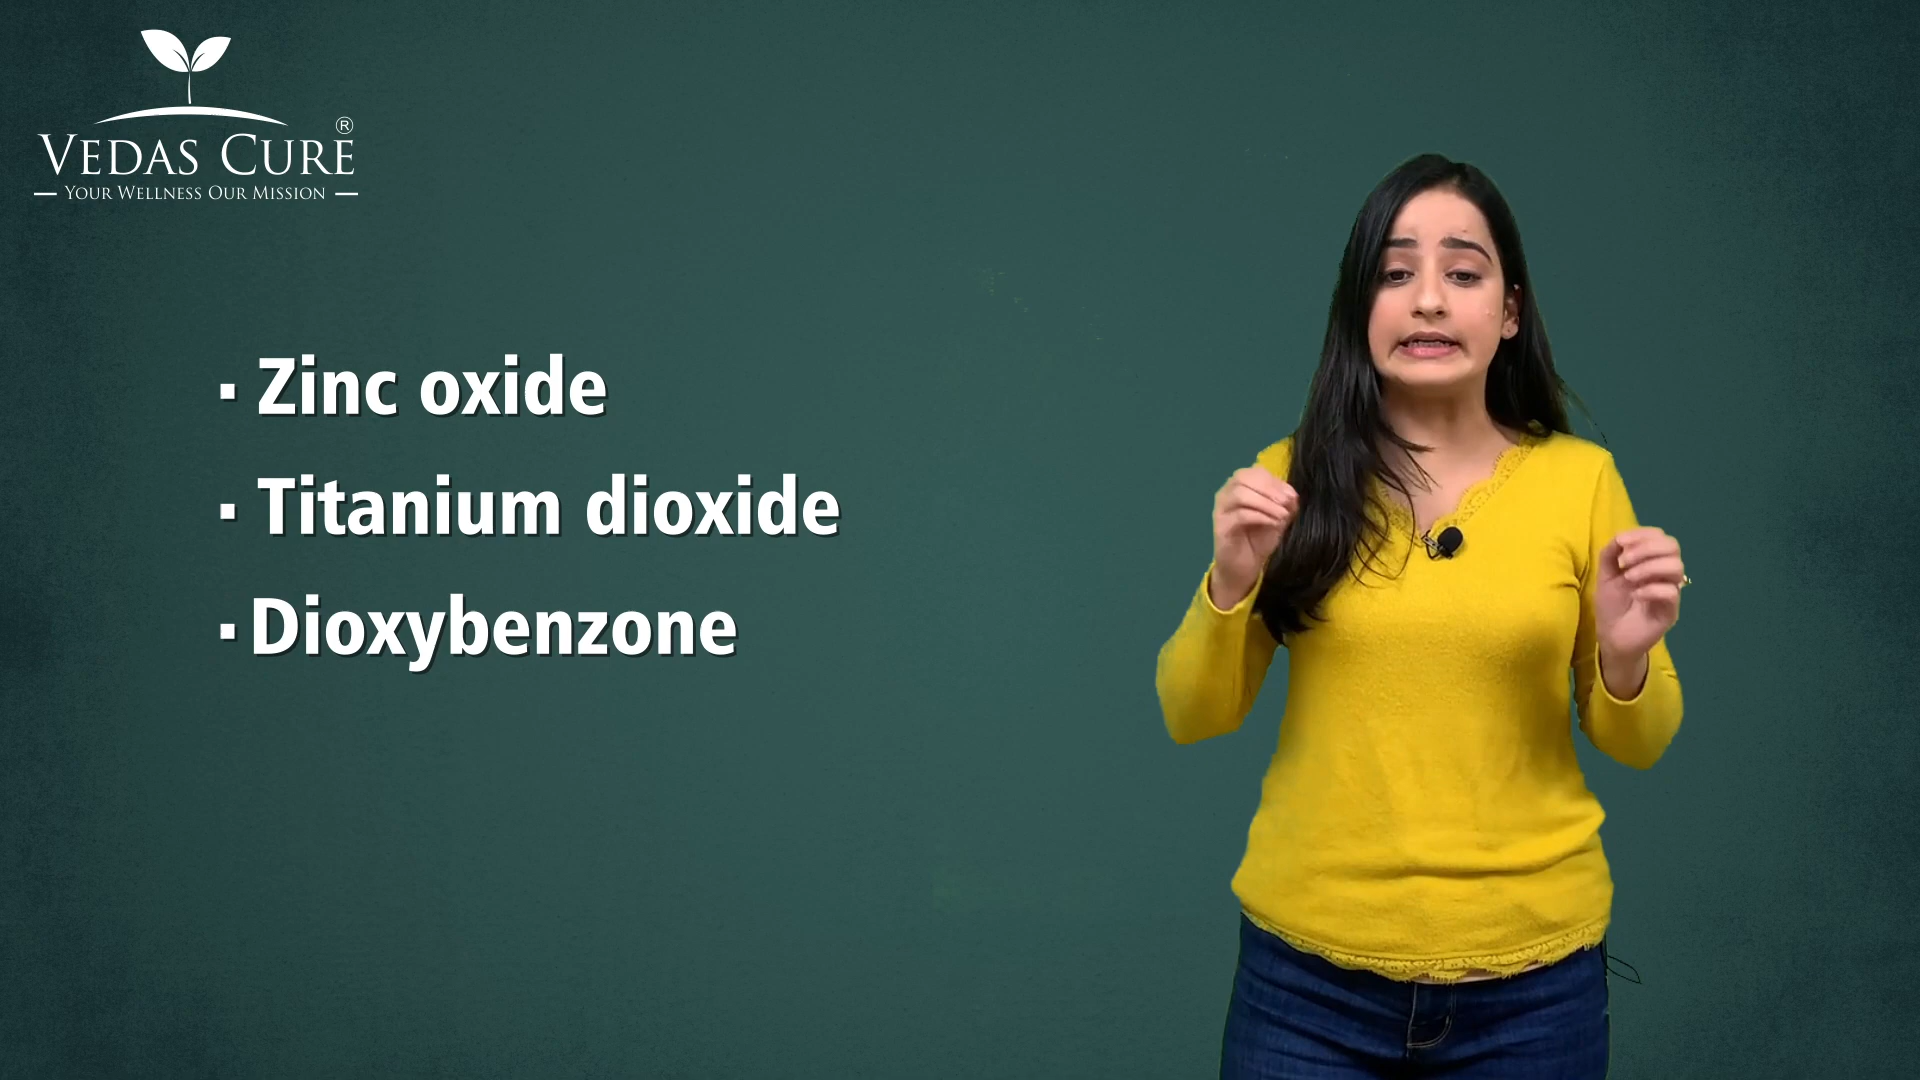 VEDAS CURE®
YOUR WELLNESS OUR MISSION
▪ Zinc oxide
▪ Titanium dioxide
▪ Dioxybenzone